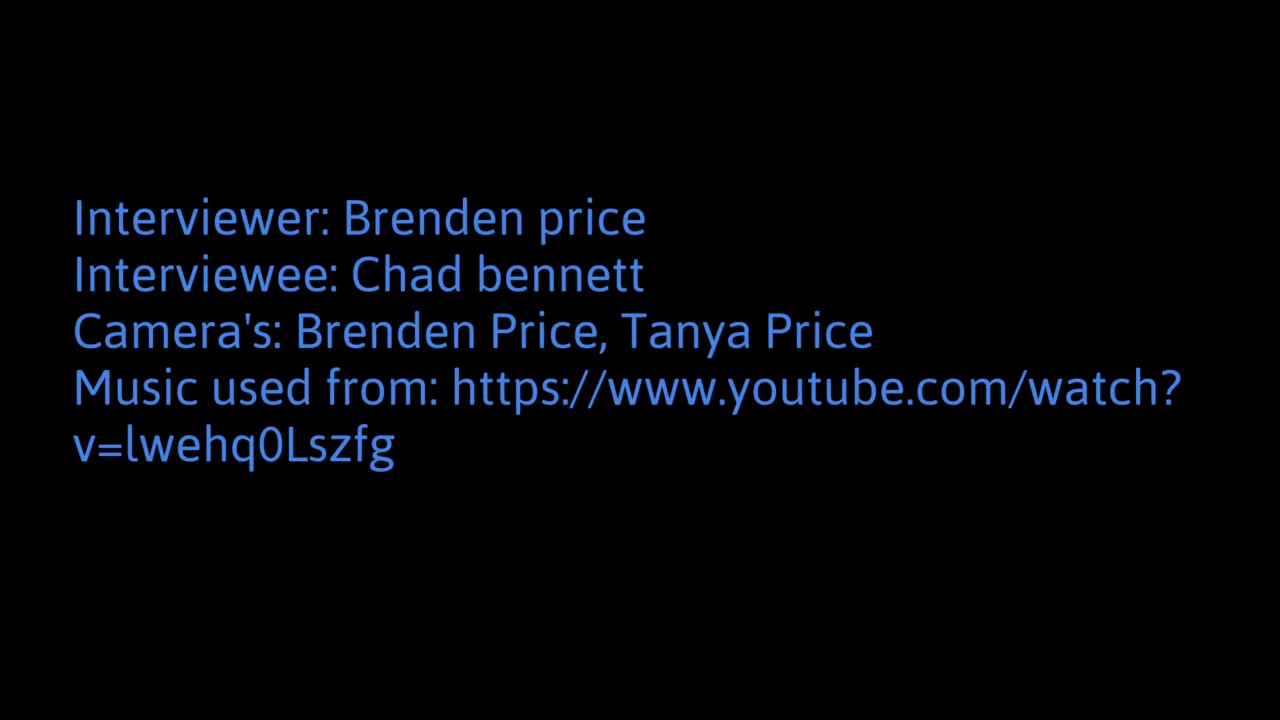 Interviewer: Brenden price
Interviewee: Chad bennett
Camera's: Brenden Price, Tanya Price
Music used from: https://www.youtube.com/watch?
v=lwehq0Lszfg